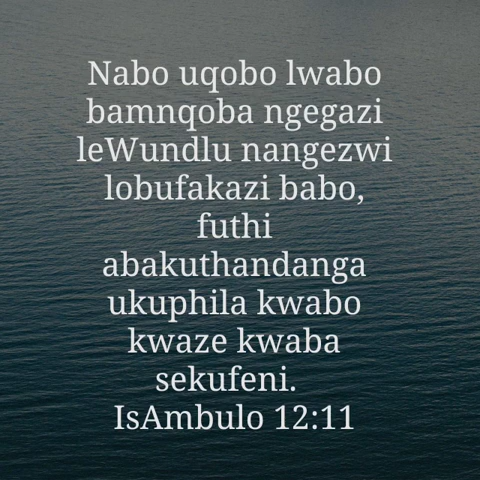 Nabo uqobo lwabo
bamnqoba ngegazi
leWundlu nangezwi
lobufakazi babo,
futhi
abakuthandanga
ukuphila kwabo
kwaze kwaba
sekufeni.
IsAmbulo 12:11